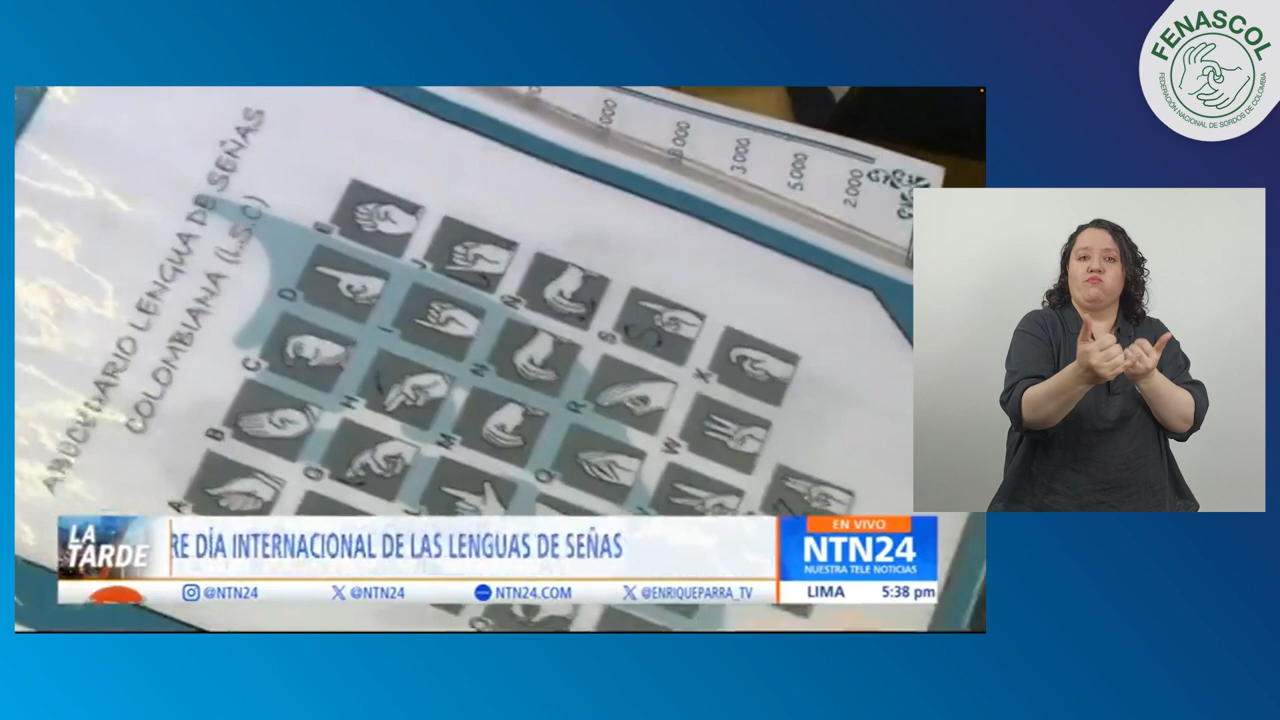 FENASCOL
FEDERACIÓN NACIONAL DE SORDOS DE COLOMBIA
ABECEDARIO LENGUA DE SEÑAS
COLOMBIANA (L.S.C)
3.000
5.000
2.000
E
J
Ñ
S
X
D
I
N
R
W
C
H
M
Q
B
G
L
A
LA
TARDE
RE DÍA INTERNACIONAL DE LAS LENGUAS DE SEÑAS
EN VIVO
NTN24
NUESTRA TELE NOTICIAS
@NTN24
@NTN24
NTN24.COM
@ENRIQUEPARRA_TV
LIMA
5:38 pm